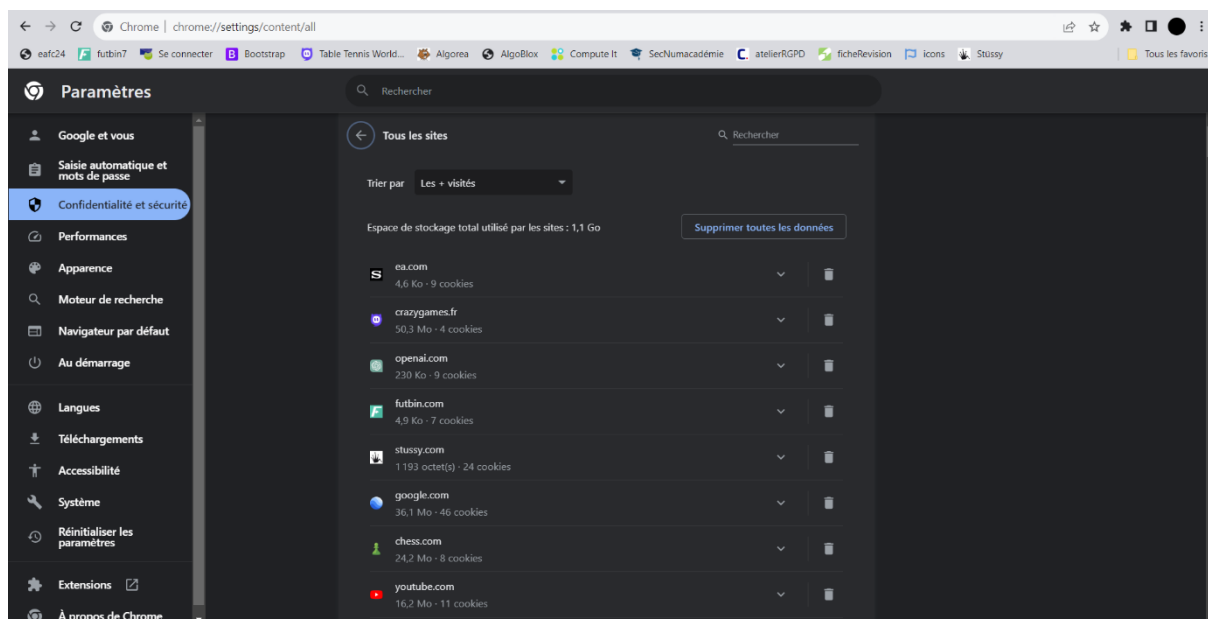 Chrome | chrome://settings/content/all
eafc24 futbin7 Se connecter B Bootstrap Table Tennis World... Algorea AlgoBlox Compute It SecNumacadémie C. atelierRGPD ficheRevision icons Stüssy Tous les favoris
Paramètres
Rechercher
Google et vous
Saisie automatique et
mots de passe
Confidentialité et sécurité
Performances
Apparence
Moteur de recherche
Navigateur par défaut
Au démarrage
Langues
Téléchargements
Accessibilité
Système
Réinitialiser les
paramètres
Extensions
À propos de Chrome
Tous les sites
Rechercher
Trier par Les + visités
Espace de stockage total utilisé par les sites : 1,1 Go
Supprimer toutes les données
ea.com
4,6 Ko · 9 cookies
crazygames.fr
50,3 Mo · 4 cookies
openai.com
230 Ko · 9 cookies
futbin.com
4,9 Ko · 7 cookies
stussy.com
1 193 octet(s) · 24 cookies
google.com
36,1 Mo · 46 cookies
chess.com
24,2 Mo · 8 cookies
youtube.com
16,2 Mo · 11 cookies